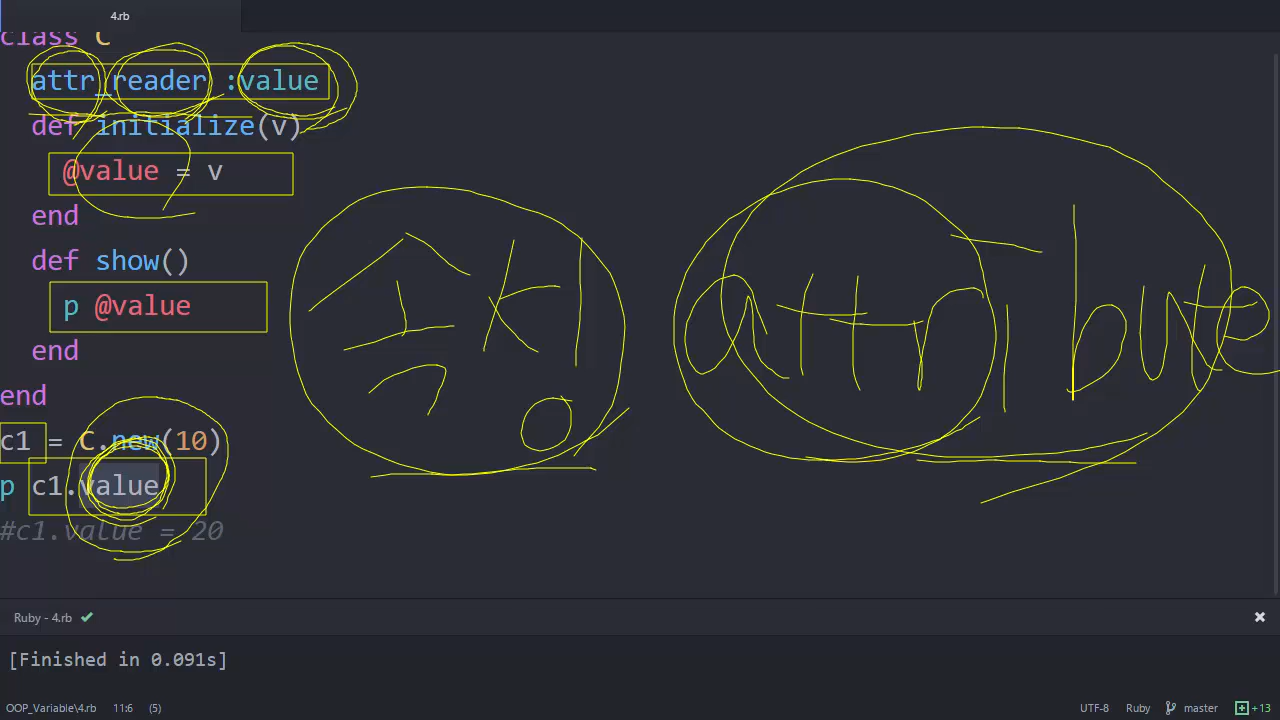 4.rb
class C
attr_reader :value
def initialize(v)
@value = v
end
def show()
p @value
end
end
c1 = C.new(10)
p c1.value
#c1.value = 20
속성
attribute
Ruby - 4.rb
[Finished in 0.091s]
OOP_Variable\4.rb 11:6 (5) UTF-8 Ruby master +13